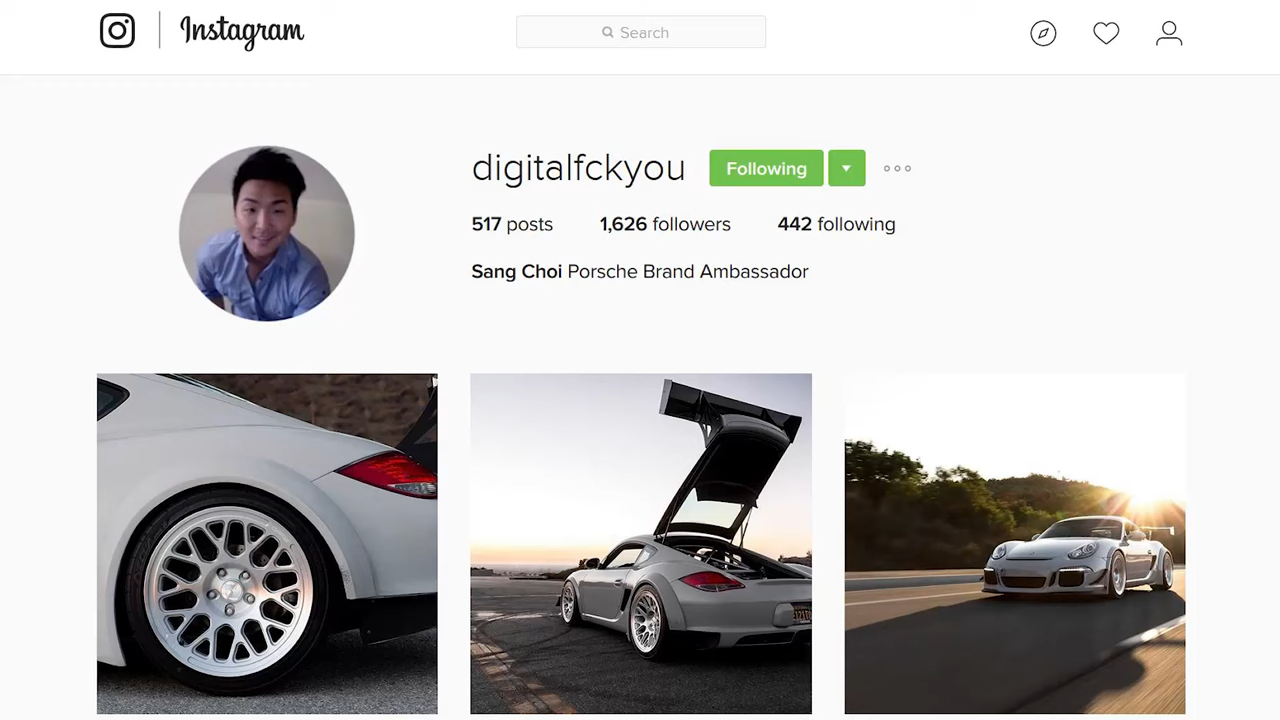 Instagram
Search
digitalfckyou Following
517 posts 1,626 followers 442 following
Sang Choi Porsche Brand Ambassador